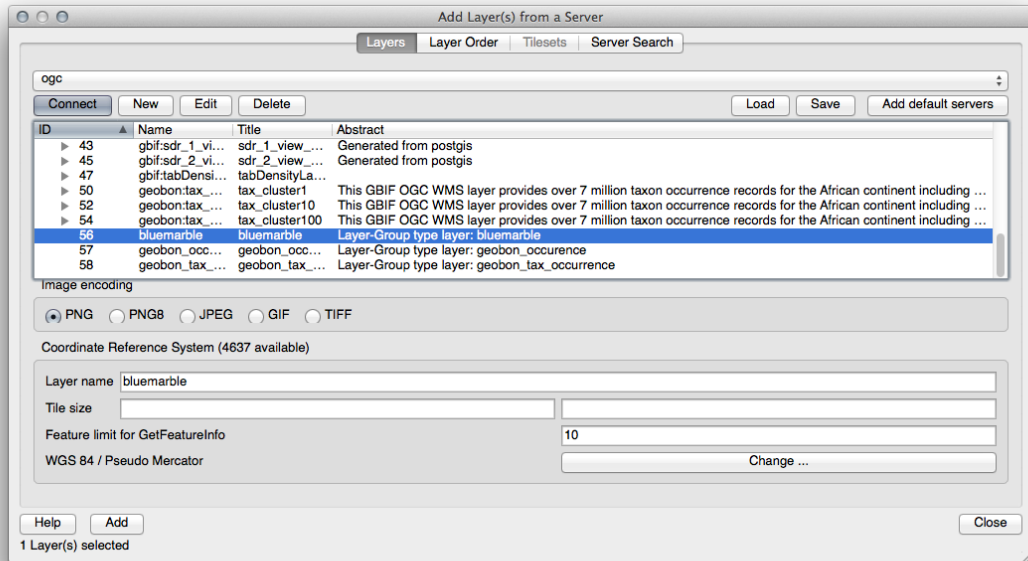 Add Layer(s) from a Server
Layers Layer Order Tilesets Server Search
ogc
Connect New Edit Delete Load Save Add default servers
ID Name Title Abstract
43 gbif:sdr_1_vi... sdr_1_view_... Generated from postgis
45 gbif:sdr_2_vi... sdr_2_view_... Generated from postgis
47 gbif:tabDensi... tabDensityLa...
50 geobon:tax_... tax_cluster1 This GBIF OGC WMS layer provides over 7 million taxon occurrence records for the African continent including ...
52 geobon:tax_... tax_cluster10 This GBIF OGC WMS layer provides over 7 million taxon occurrence records for the African continent including ...
54 geobon:tax_... tax_cluster100 This GBIF OGC WMS layer provides over 7 million taxon occurrence records for the African continent including ...
56 bluemarble bluemarble Layer-Group type layer: bluemarble
57 geobon_occ... geobon_occ... Layer-Group type layer: geobon_occurence
58 geobon_tax_... geobon_tax_... Layer-Group type layer: geobon_tax_occurrence
Image encoding
PNG PNG8 JPEG GIF TIFF
Coordinate Reference System (4637 available)
Layer name bluemarble
Tile size
Feature limit for GetFeatureInfo 10
WGS 84 / Pseudo Mercator Change ...
Help Add Close
1 Layer(s) selected